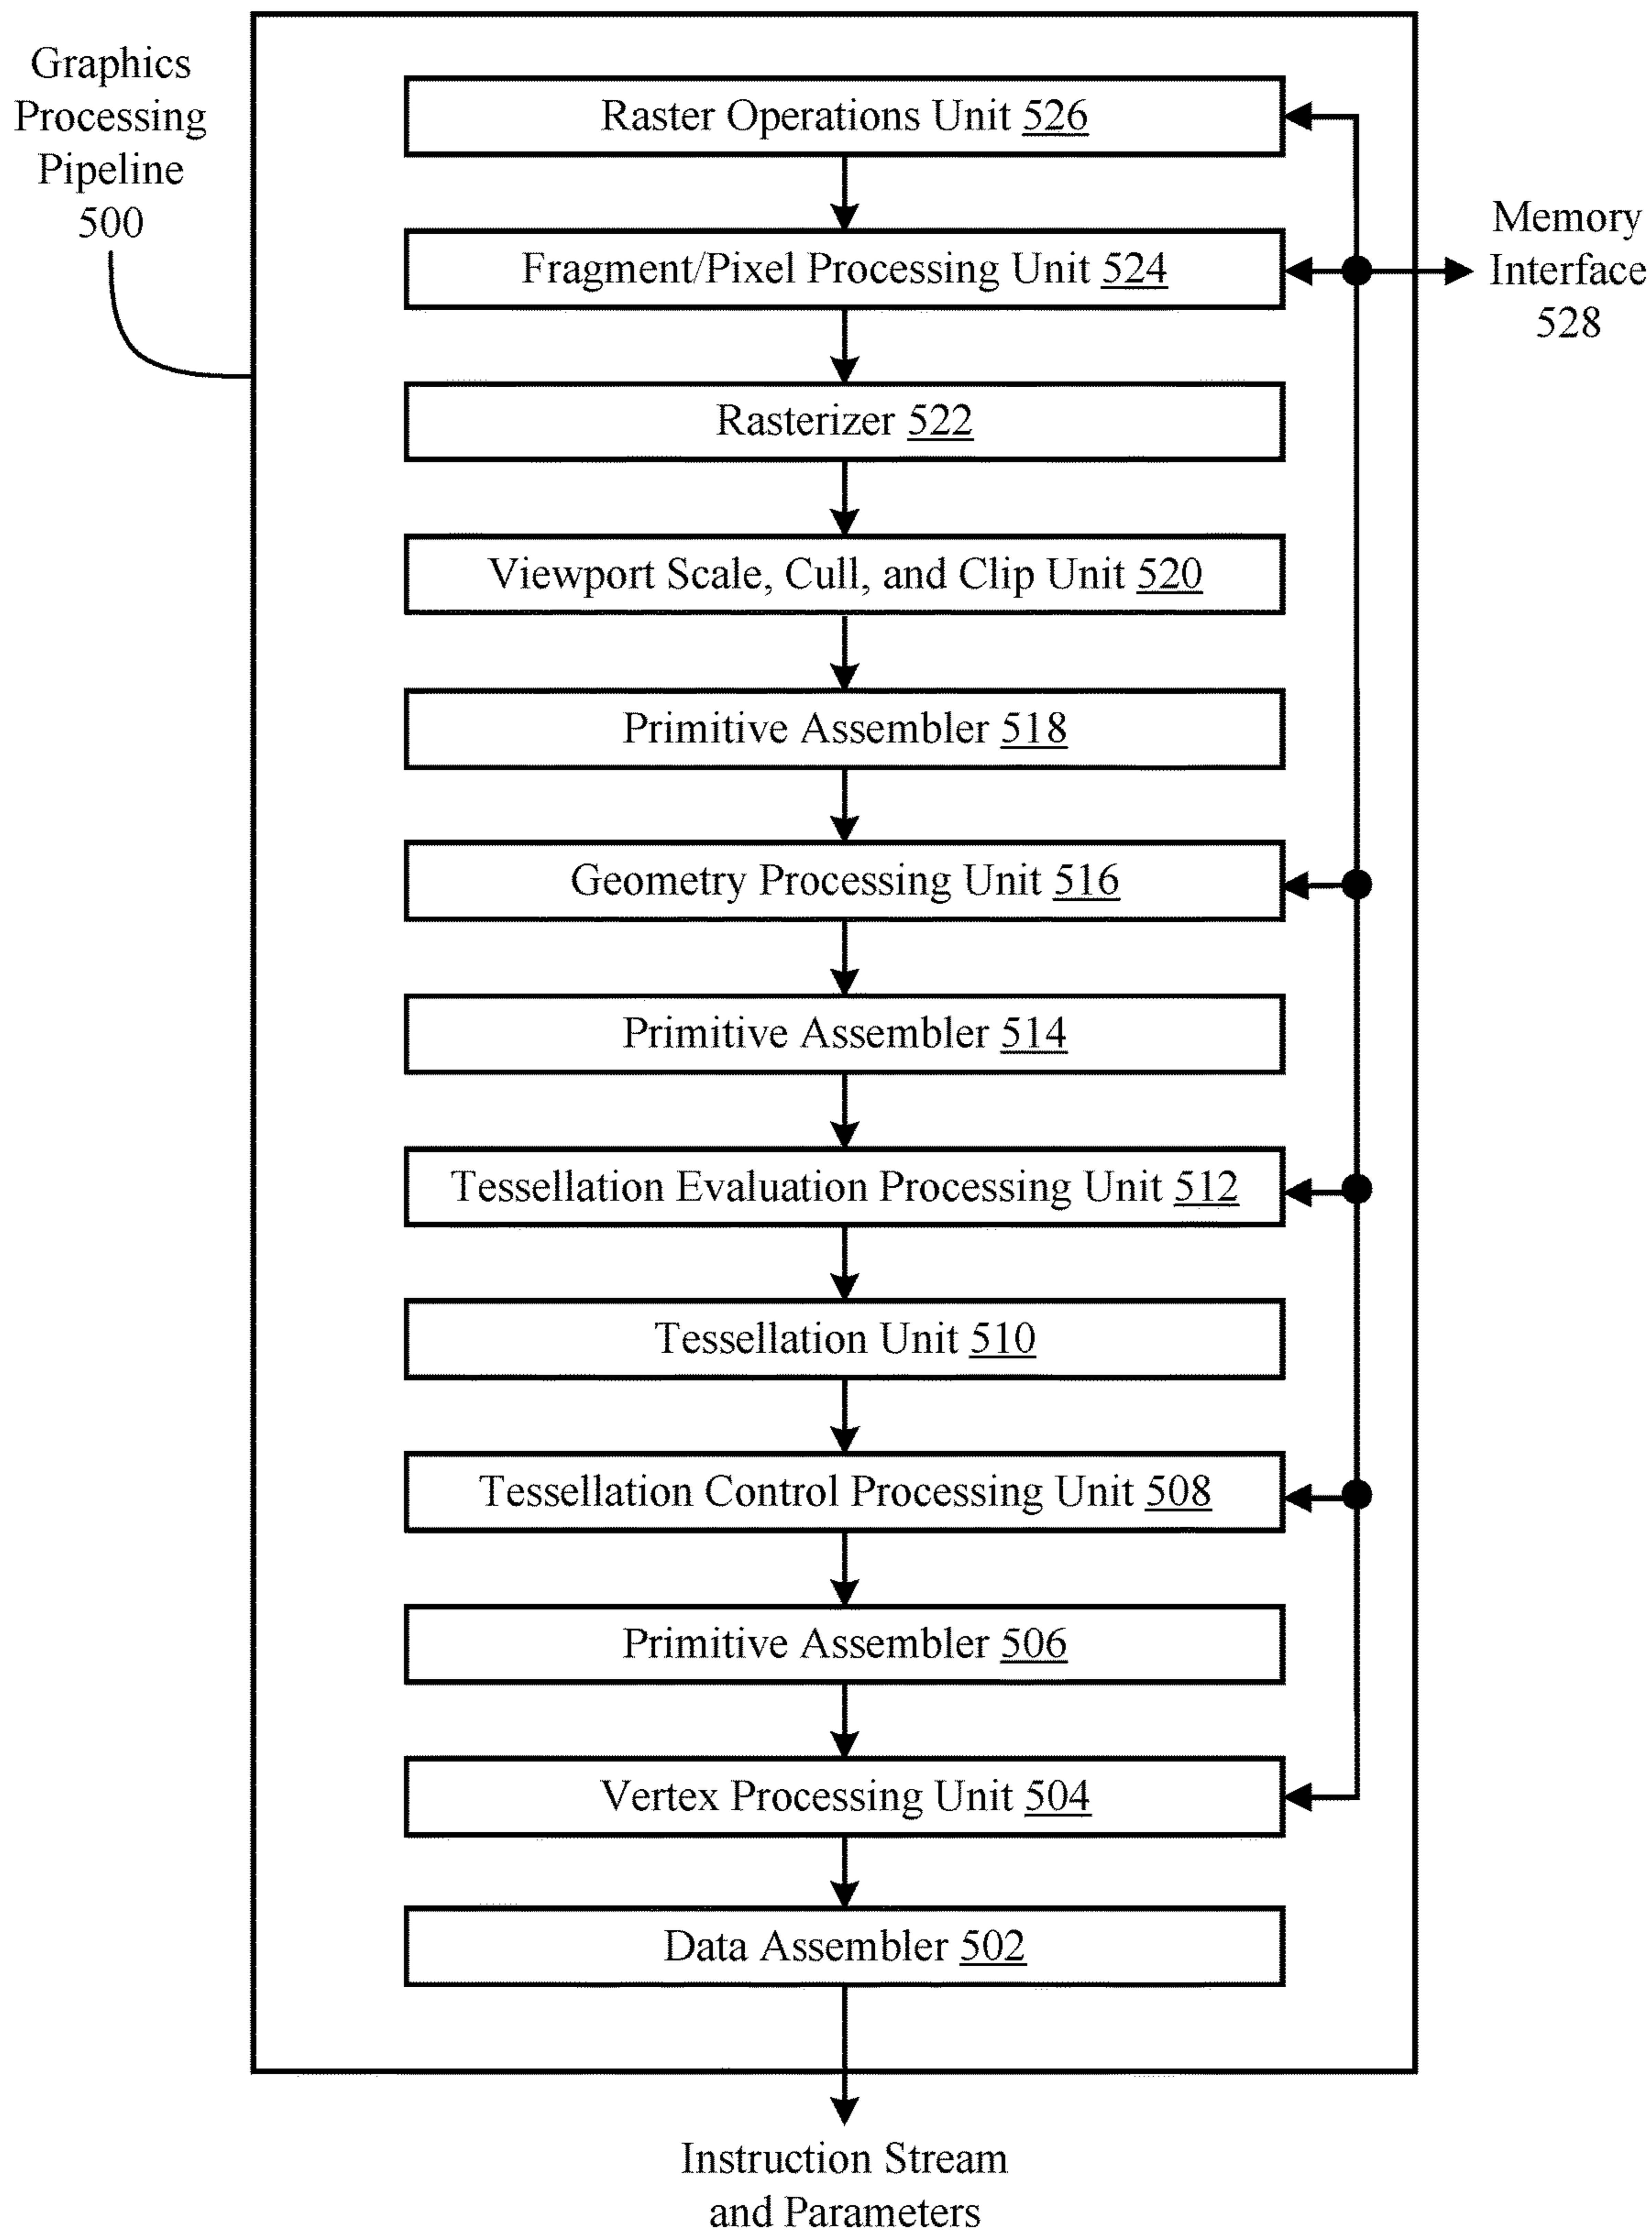 Graphics
Processing
Pipeline
500
Raster Operations Unit 526
Fragment/Pixel Processing Unit 524
Memory
Interface
528
Rasterizer 522
Viewport Scale, Cull, and Clip Unit 520
Primitive Assembler 518
Geometry Processing Unit 516
Primitive Assembler 514
Tessellation Evaluation Processing Unit 512
Tessellation Unit 510
Tessellation Control Processing Unit 508
Primitive Assembler 506
Vertex Processing Unit 504
Data Assembler 502
Instruction Stream
and Parameters